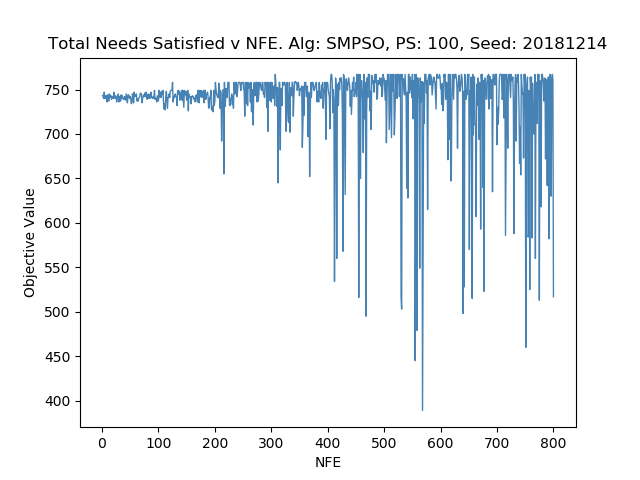 Total Needs Satisfied v NFE. Alg: SMPSO, PS: 100, Seed: 20181214
750
700
650
600
550
500
450
400
Objective Value
0 100 200 300 400 500 600 700 800
NFE